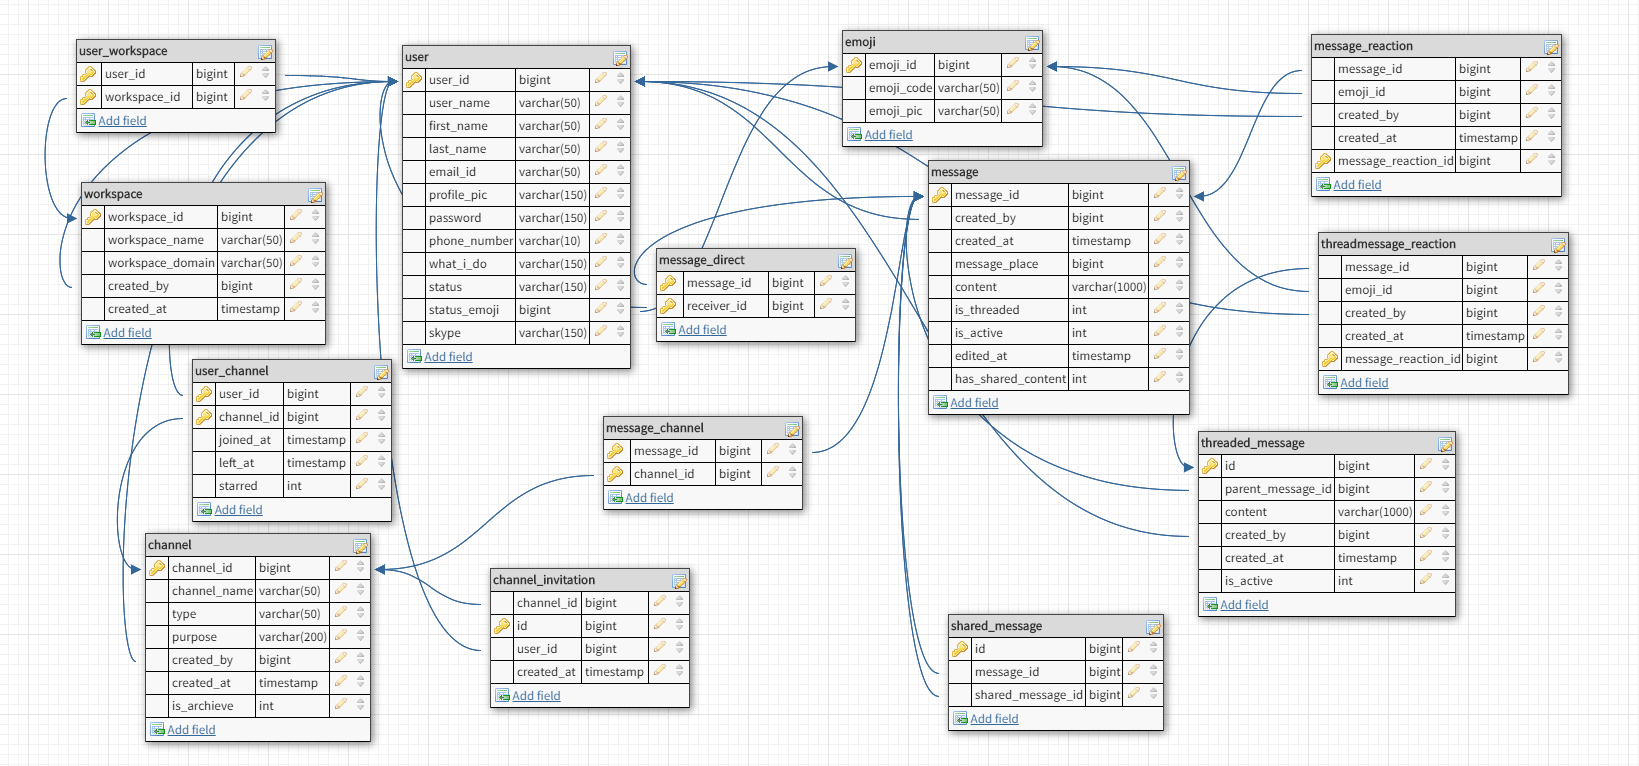 user_workspace
user_id bigint
workspace_id bigint
Add field
workspace
workspace_id bigint
workspace_name varchar(50)
workspace_domain varchar(50)
created_by bigint
created_at timestamp
Add field
user_channel
user_id bigint
channel_id bigint
joined_at timestamp
left_at timestamp
starred int
Add field
channel
channel_id bigint
channel_name varchar(50)
type varchar(50)
purpose varchar(200)
created_by bigint
created_at timestamp
is_archieve int
Add field
user
user_id bigint
user_name varchar(50)
first_name varchar(50)
last_name varchar(50)
email_id varchar(50)
profile_pic varchar(150)
password varchar(150)
phone_number varchar(10)
what_i_do varchar(150)
status varchar(150)
status_emoji bigint
skype varchar(150)
Add field
message_direct
message_id bigint
receiver_id bigint
Add field
message_channel
message_id bigint
channel_id bigint
Add field
channel_invitation
channel_id bigint
id bigint
user_id bigint
created_at timestamp
Add field
emoji
emoji_id bigint
emoji_code varchar(50)
emoji_pic varchar(50)
Add field
message
message_id bigint
created_by bigint
created_at timestamp
message_place bigint
content varchar(1000)
is_threaded int
is_active int
edited_at timestamp
has_shared_content int
Add field
shared_message
id bigint
message_id bigint
shared_message_id bigint
Add field
message_reaction
message_id bigint
emoji_id bigint
created_by bigint
created_at timestamp
message_reaction_id bigint
Add field
threadmessage_reaction
message_id bigint
emoji_id bigint
created_by bigint
created_at timestamp
message_reaction_id bigint
Add field
threaded_message
id bigint
parent_message_id bigint
content varchar(1000)
created_by bigint
created_at timestamp
is_active int
Add field